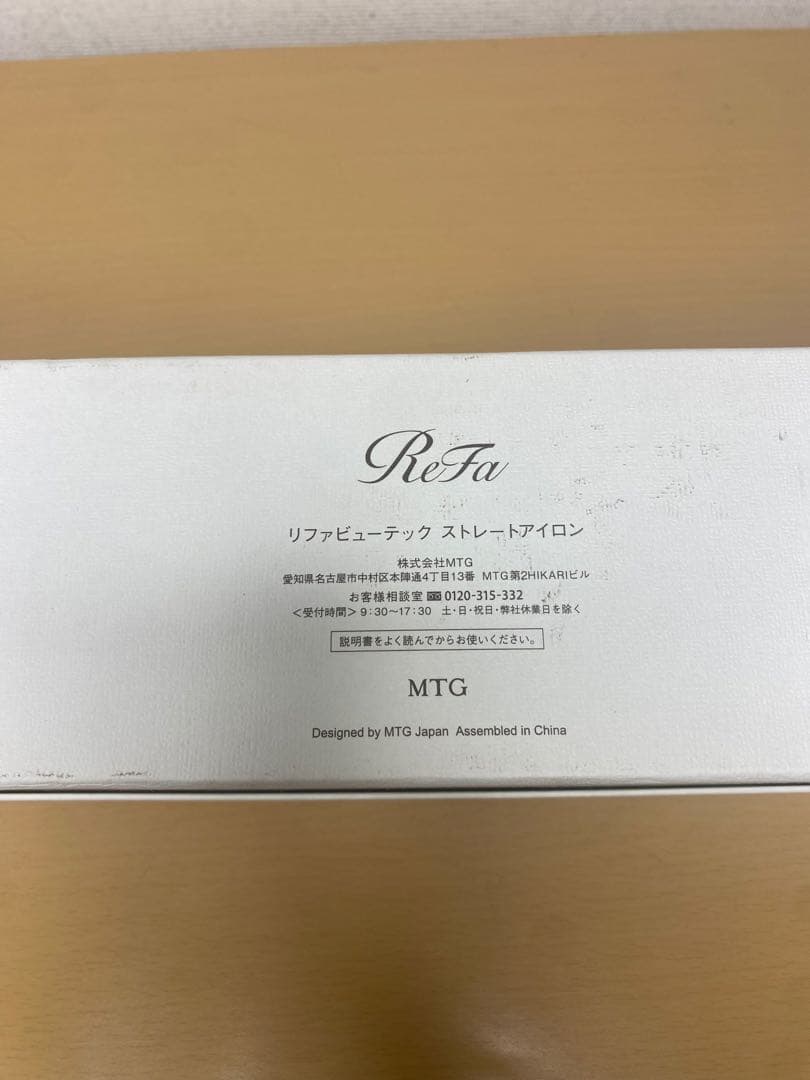 ReFa
リファビューテック ストレートアイロン
株式会社MTG
愛知県名古屋市中村区本陣通4丁目13番 MTG第2HIKARIビル
お客様相談室 0120-315-332
＜受付時間＞9:30〜17:30 土・日・祝日・弊社休業日を除く
説明書をよく読んでからお使いください。
MTG
Designed by MTG Japan Assembled in China